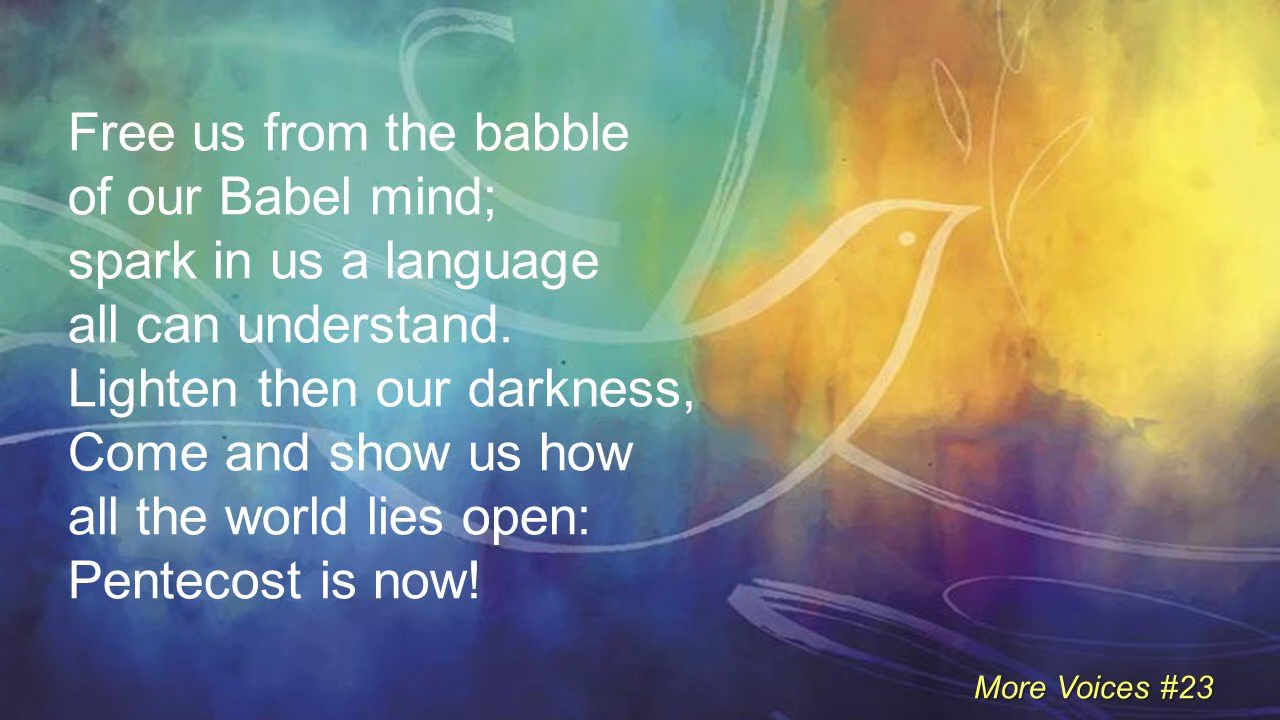 Free us from the babble
of our Babel mind;
spark in us a language
all can understand.
Lighten then our darkness,
Come and show us how
all the world lies open:
Pentecost is now!
More Voices #23